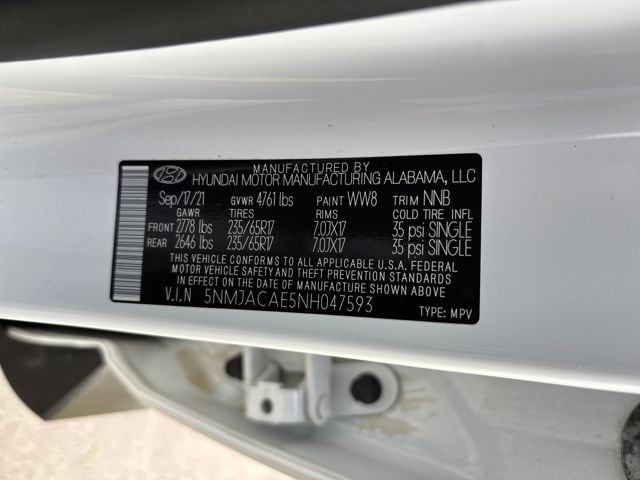 MANUFACTURED BY
HYUNDAI MOTOR MANUFACTURING ALABAMA, LLC
Sep/17/21 GVWR 4761 lbs PAINT WW8 TRIM NNB
GAWR TIRES RIMS COLD TIRE INFL
FRONT 2778 lbs 235/65R17 7.0JX17 35 psi SINGLE
REAR 2646 lbs 235/65R17 7.0JX17 35 psi SINGLE
THIS VEHICLE CONFORMS TO ALL APPLICABLE U.S.A. FEDERAL
MOTOR VEHICLE SAFETY AND THEFT PREVENTION STANDARDS
IN EFFECT ON THE DATE OF MANUFACTURE SHOWN ABOVE
V.I.N 5NMJACAE5NH047593
TYPE: MPV